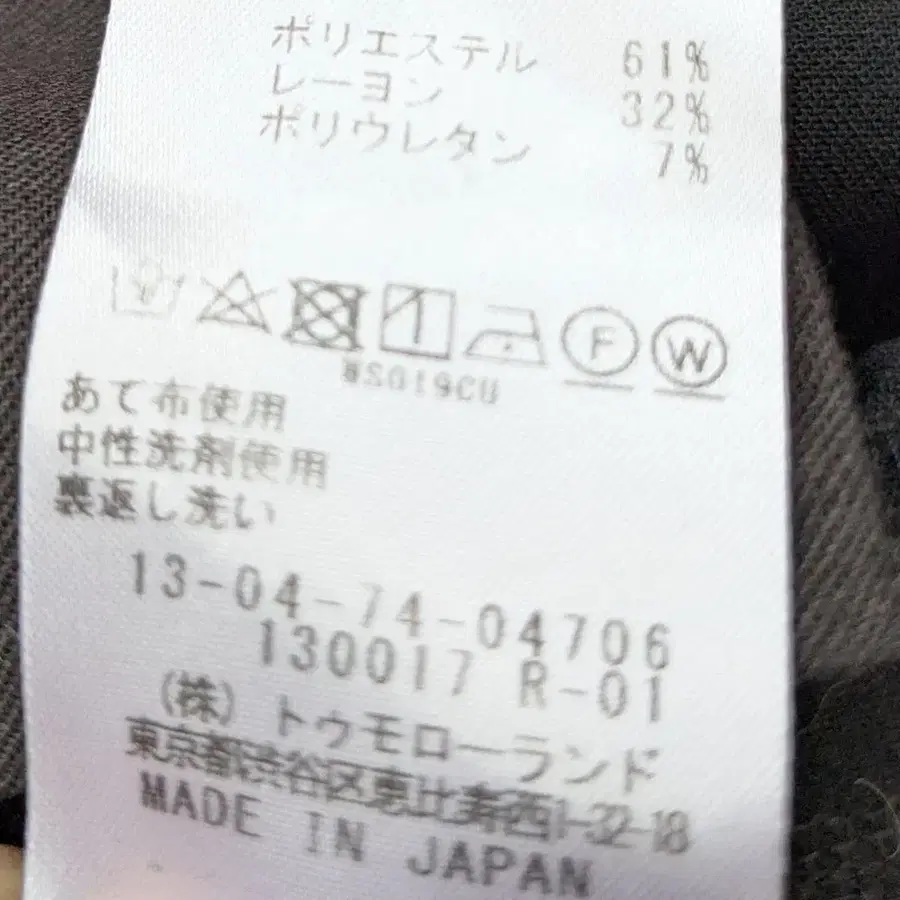 ポリエステル 61%
レーヨン 32%
ポリウレタン 7%
F W
WS019CU
あて布使用
中性洗剤使用
裏返し洗い
13-04-74-04706
130017 R-01
(株) トゥモローランド
東京都渋谷区恵比寿西1-32-18
MADE IN JAPAN